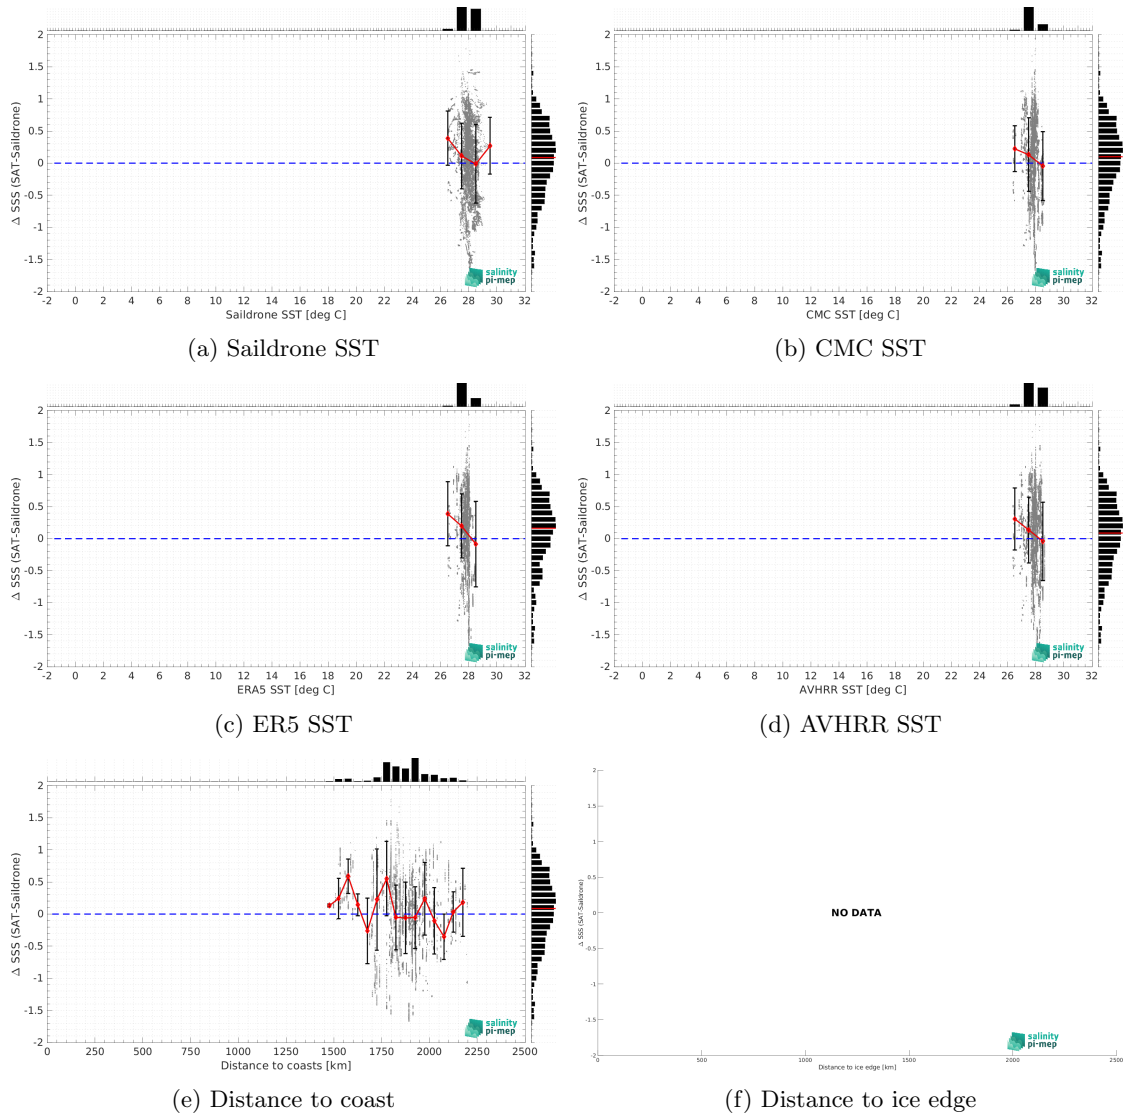 2
1.5
1
0.5
0
-0.5
-1
-1.5
-2
Δ SSS (SAT-Saildrone)
-2 0 2 4 6 8 10 12 14 16 18 20 22 24 26 28 30 32
Saildrone SST [deg C]
salinity
pi-mep
(a) Saildrone SST
2
1.5
1
0.5
0
-0.5
-1
-1.5
-2
Δ SSS (SAT-Saildrone)
-2 0 2 4 6 8 10 12 14 16 18 20 22 24 26 28 30 32
CMC SST [deg C]
salinity
pi-mep
(b) CMC SST
2
1.5
1
0.5
0
-0.5
-1
-1.5
-2
Δ SSS (SAT-Saildrone)
-2 0 2 4 6 8 10 12 14 16 18 20 22 24 26 28 30 32
ERA5 SST [deg C]
salinity
pi-mep
(c) ER5 SST
2
1.5
1
0.5
0
-0.5
-1
-1.5
-2
Δ SSS (SAT-Saildrone)
-2 0 2 4 6 8 10 12 14 16 18 20 22 24 26 28 30 32
AVHRR SST [deg C]
salinity
pi-mep
(d) AVHRR SST
2
1.5
1
0.5
0
-0.5
-1
-1.5
-2
Δ SSS (SAT-Saildrone)
0 250 500 750 1000 1250 1500 1750 2000 2250 2500
Distance to coasts [km]
salinity
pi-mep
(e) Distance to coast
2
1.5
1
0.5
0
-0.5
-1
-1.5
-2
Δ SSS (SAT-Saildrone)
NO DATA
0 500 1000 1500 2000 2500
Distance to ice edge [km]
salinity
pi-mep
(f) Distance to ice edge